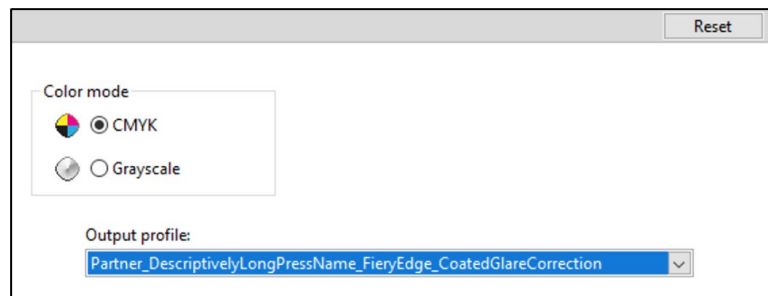 Reset
Color mode
CMYK
Grayscale
Output profile:
Partner_DescriptivelyLongPressName_FieryEdge_CoatedGlareCorrection